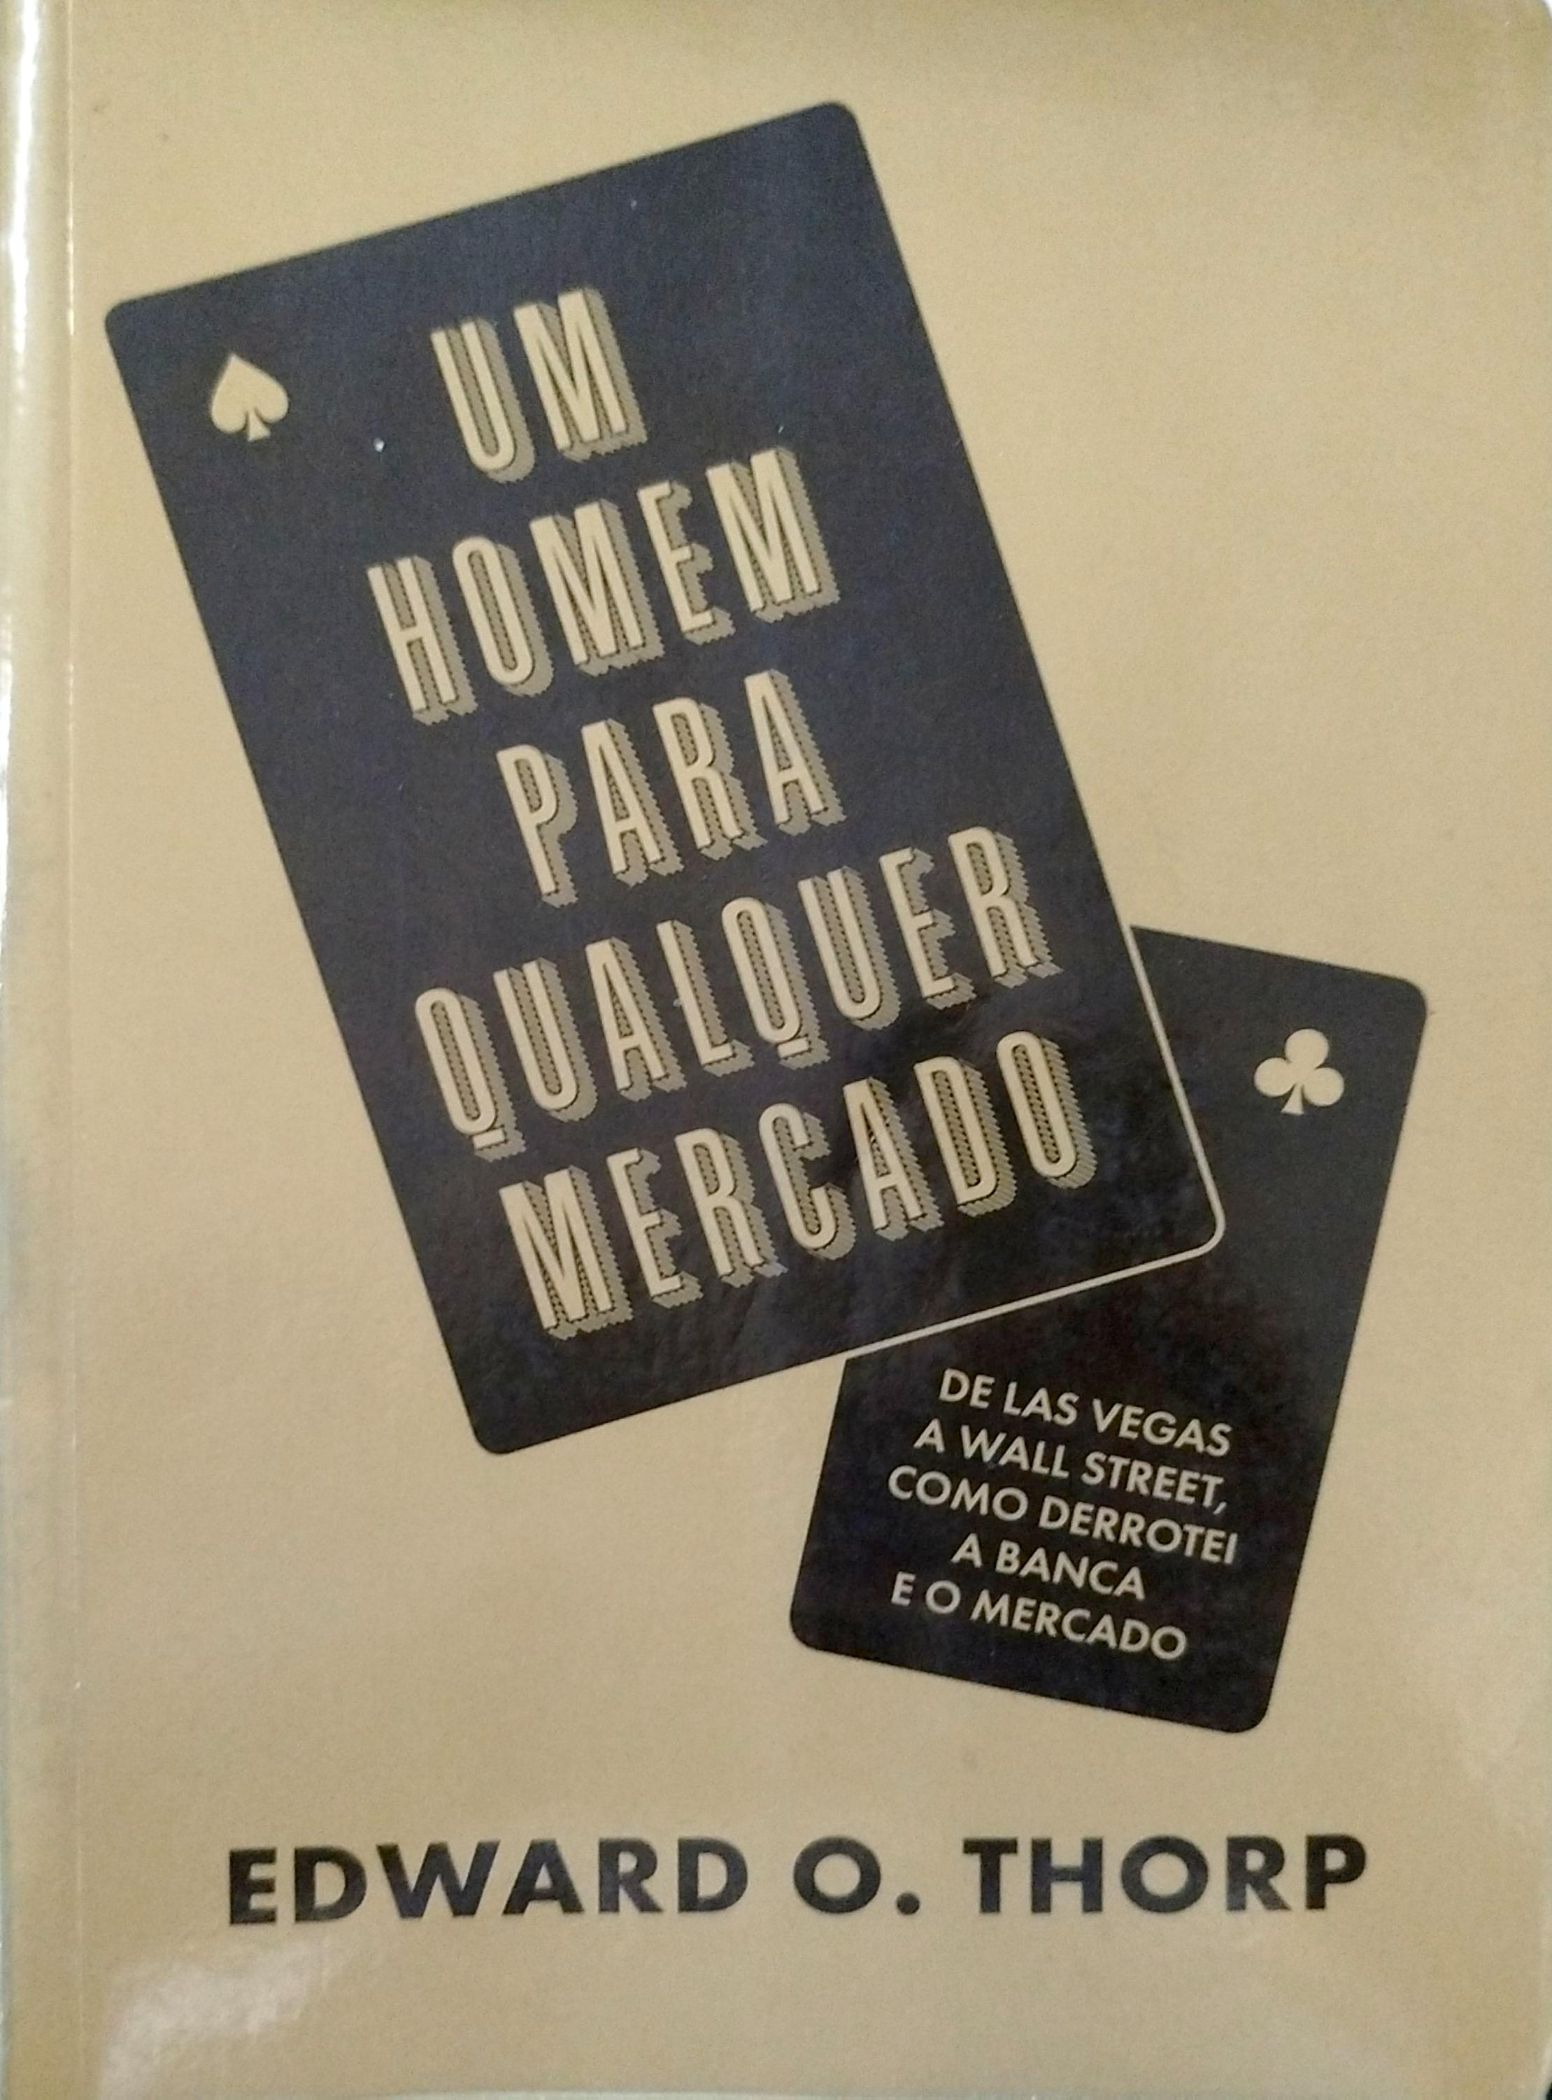 UM
HOMEM
PARA
QUALQUER
MERCADO
DE LAS VEGAS
A WALL STREET,
COMO DERROTEI
A BANCA
E O MERCADO
EDWARD O. THORP